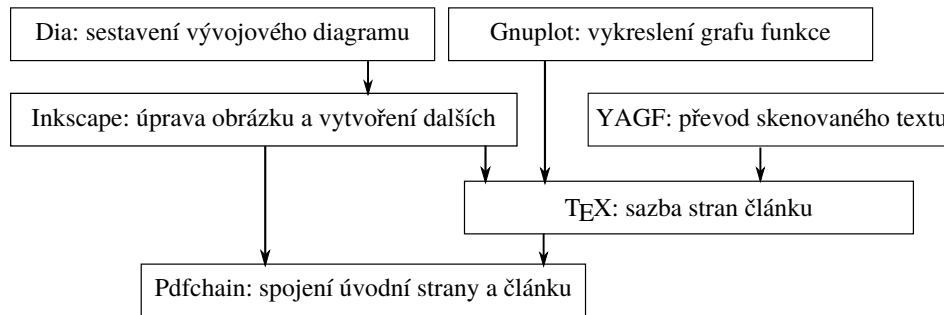 Dia: sestavení vývojového diagramu
Gnuplot: vykreslení grafu funkce
Inkscape: úprava obrázku a vytvoření dalších
YAGF: převod skenovaného textu
TEX: sazba stran článku
Pdfchain: spojení úvodní strany a článku